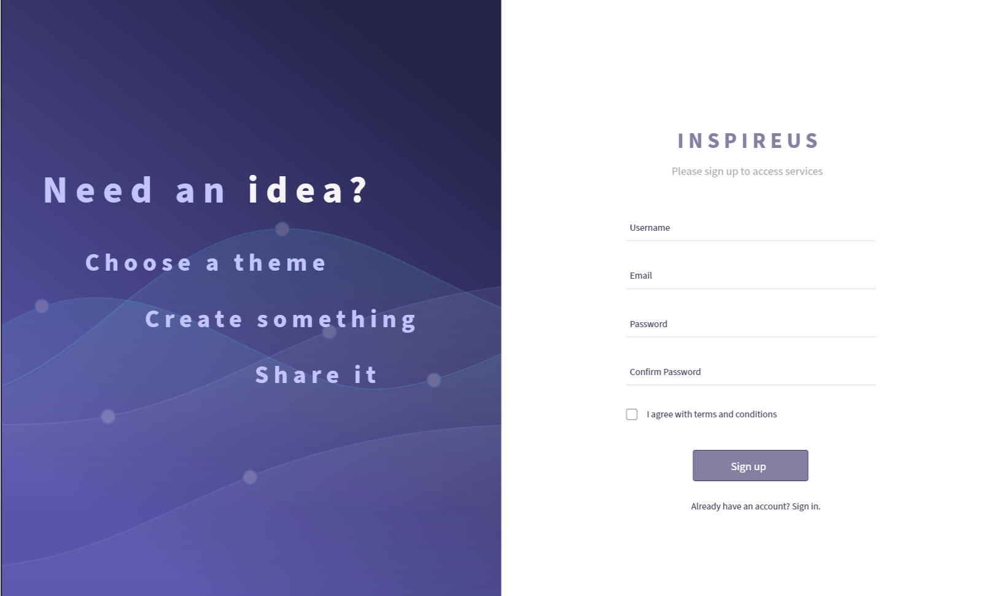 Need an idea?
Choose a theme
Create something
Share it
INSPIREUS
Please sign up to access services
Username
Email
Password
Confirm Password
I agree with terms and conditions
Sign up
Already have an account? Sign in.